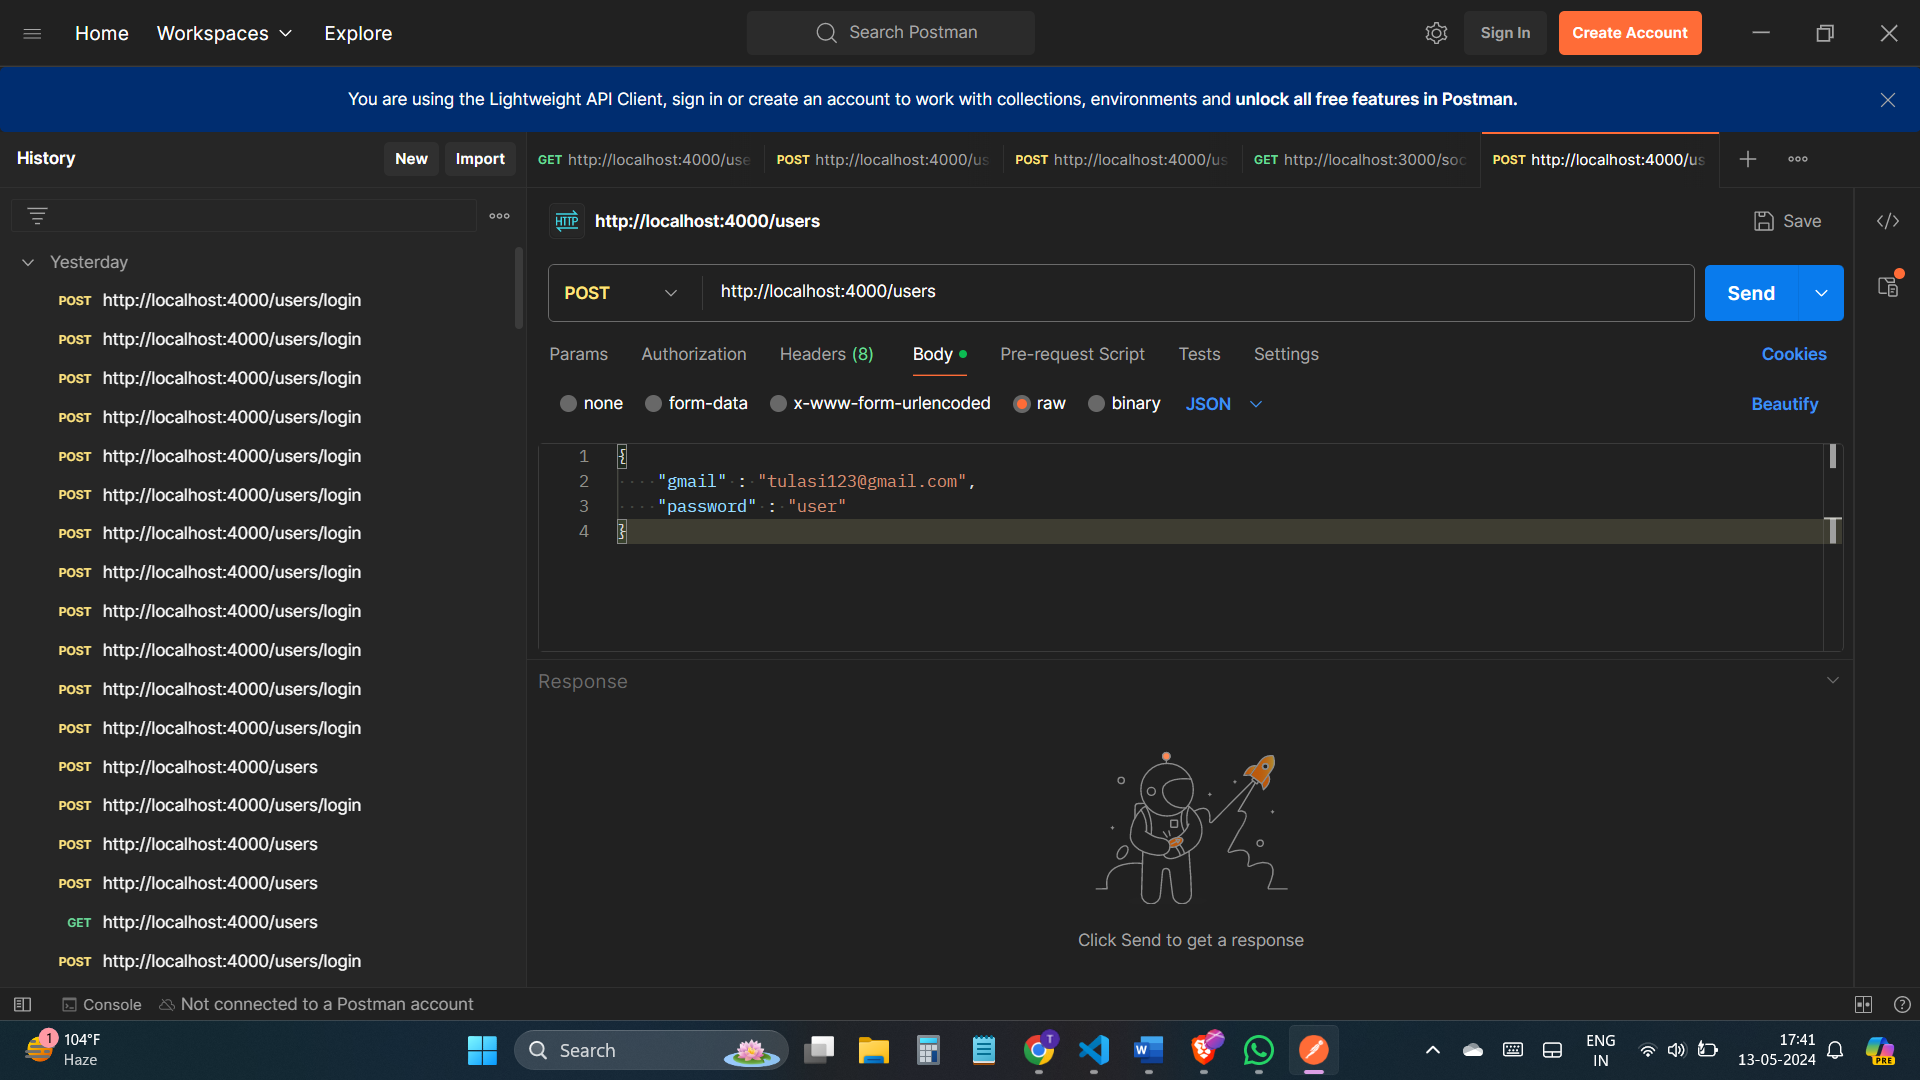 Home Workspaces Explore Search Postman Sign In Create Account
You are using the Lightweight API Client, sign in or create an account to work with collections, environments and unlock all free features in Postman.
History New Import
GET http://localhost:4000/use POST http://localhost:4000/us POST http://localhost:4000/us GET http://localhost:3000/soc POST http://localhost:4000/us
HTTP http://localhost:4000/users Save
Yesterday
POST http://localhost:4000/users/login
POST http://localhost:4000/users/login
POST http://localhost:4000/users/login
POST http://localhost:4000/users/login
POST http://localhost:4000/users/login
POST http://localhost:4000/users/login
POST http://localhost:4000/users/login
POST http://localhost:4000/users/login
POST http://localhost:4000/users/login
POST http://localhost:4000/users/login
POST http://localhost:4000/users/login
POST http://localhost:4000/users/login
POST http://localhost:4000/users
POST http://localhost:4000/users/login
POST http://localhost:4000/users
POST http://localhost:4000/users
GET http://localhost:4000/users
POST http://localhost:4000/users/login
POST http://localhost:4000/users Send
Params Authorization Headers (8) Body Pre-request Script Tests Settings Cookies
none form-data x-www-form-urlencoded raw binary JSON Beautify
1 {
2 "gmail" : "tulasi123@gmail.com",
3 "password" : "user"
4 }
Response
Click Send to get a response
Console Not connected to a Postman account
1 104°F
Haze
Search
T
W
PRE
ENG
IN
17:41
13-05-2024